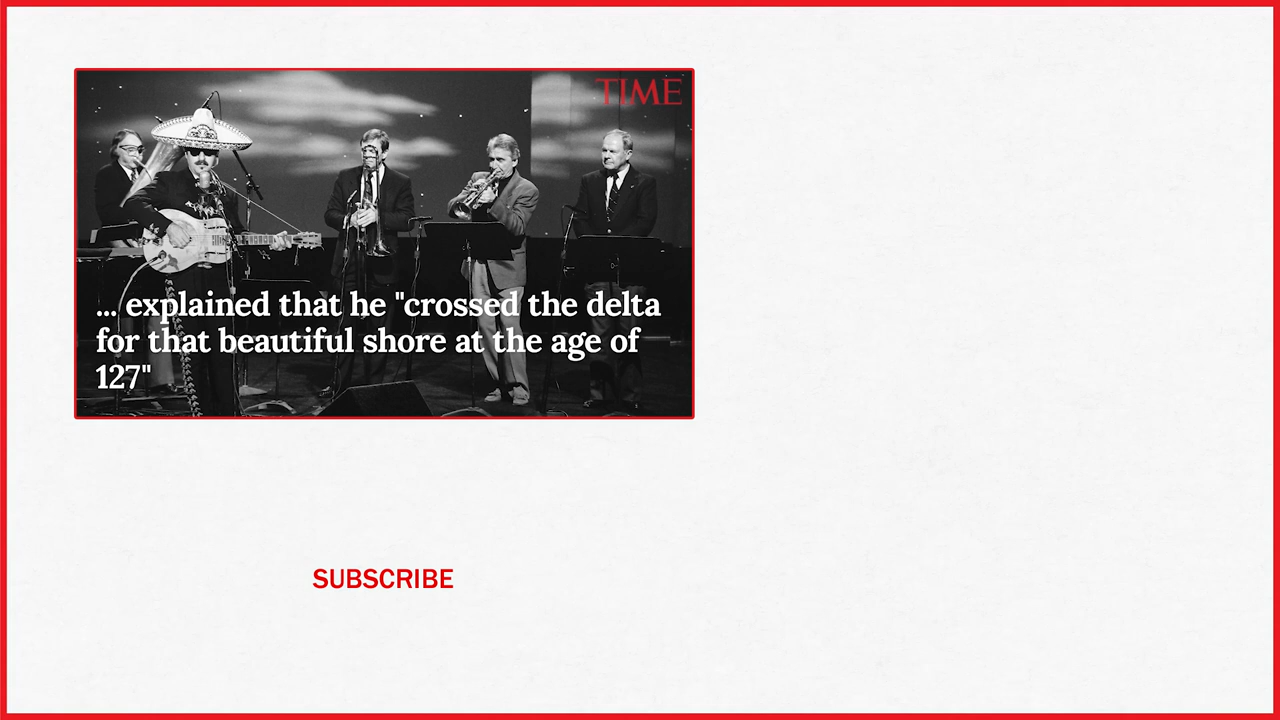 TIME
... explained that he "crossed the delta
for that beautiful shore at the age of
127"
SUBSCRIBE